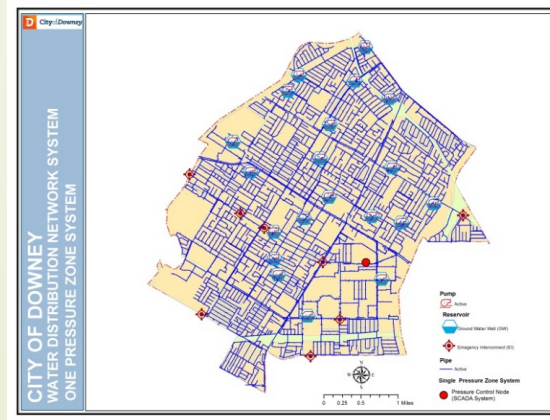 D City of Downey
CITY OF DOWNEY
WATER DISTRIBUTION NETWORK SYSTEM
ONE PRESSURE ZONE SYSTEM
N
W
E
S
0 0.25 0.5 1 Miles
Pump
Active
Reservoir
Ground Water Well (GW)
Emergency Interconnect (EI)
Pipe
Active
Single Pressure Zone System
Pressure Control Node
(SCADA System)